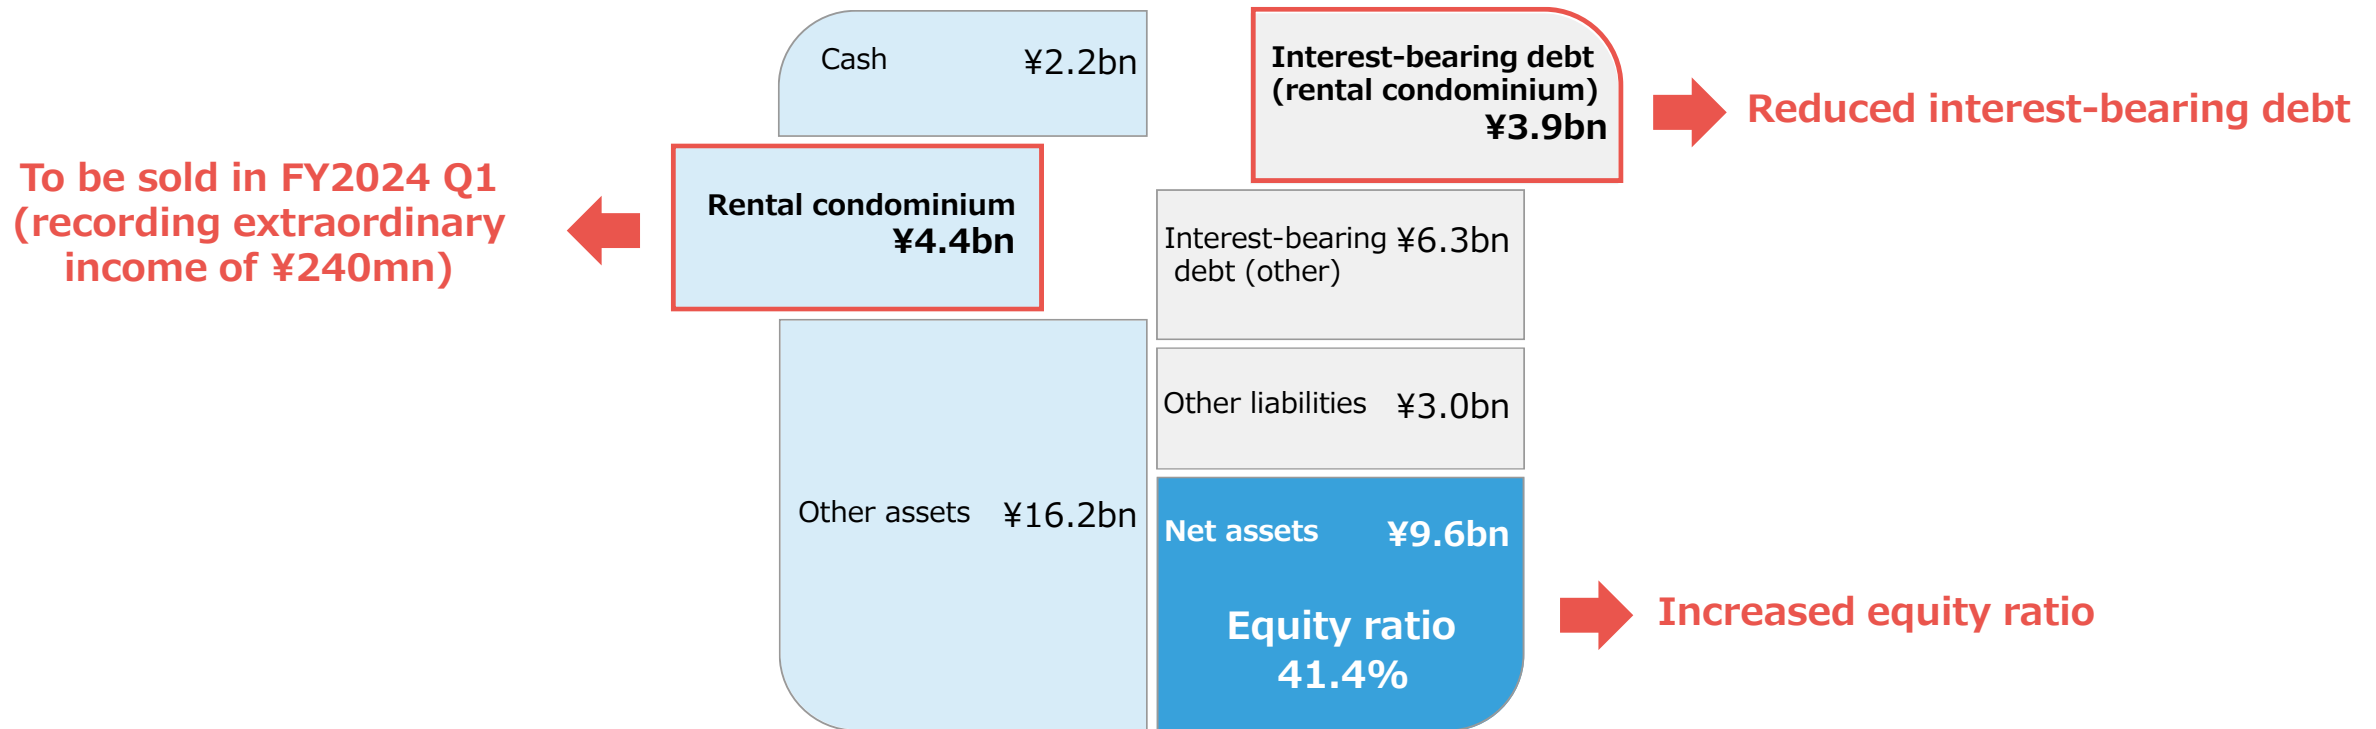 Cash ¥2.2bn
Interest-bearing debt
(rental condominium)
¥3.9bn
Reduced interest-bearing debt
To be sold in FY2024 Q1
(recording extraordinary
income of ¥240mn)
Rental condominium
¥4.4bn
Interest-bearing ¥6.3bn
debt (other)
Other liabilities ¥3.0bn
Other assets ¥16.2bn
Net assets ¥9.6bn
Equity ratio
41.4%
Increased equity ratio